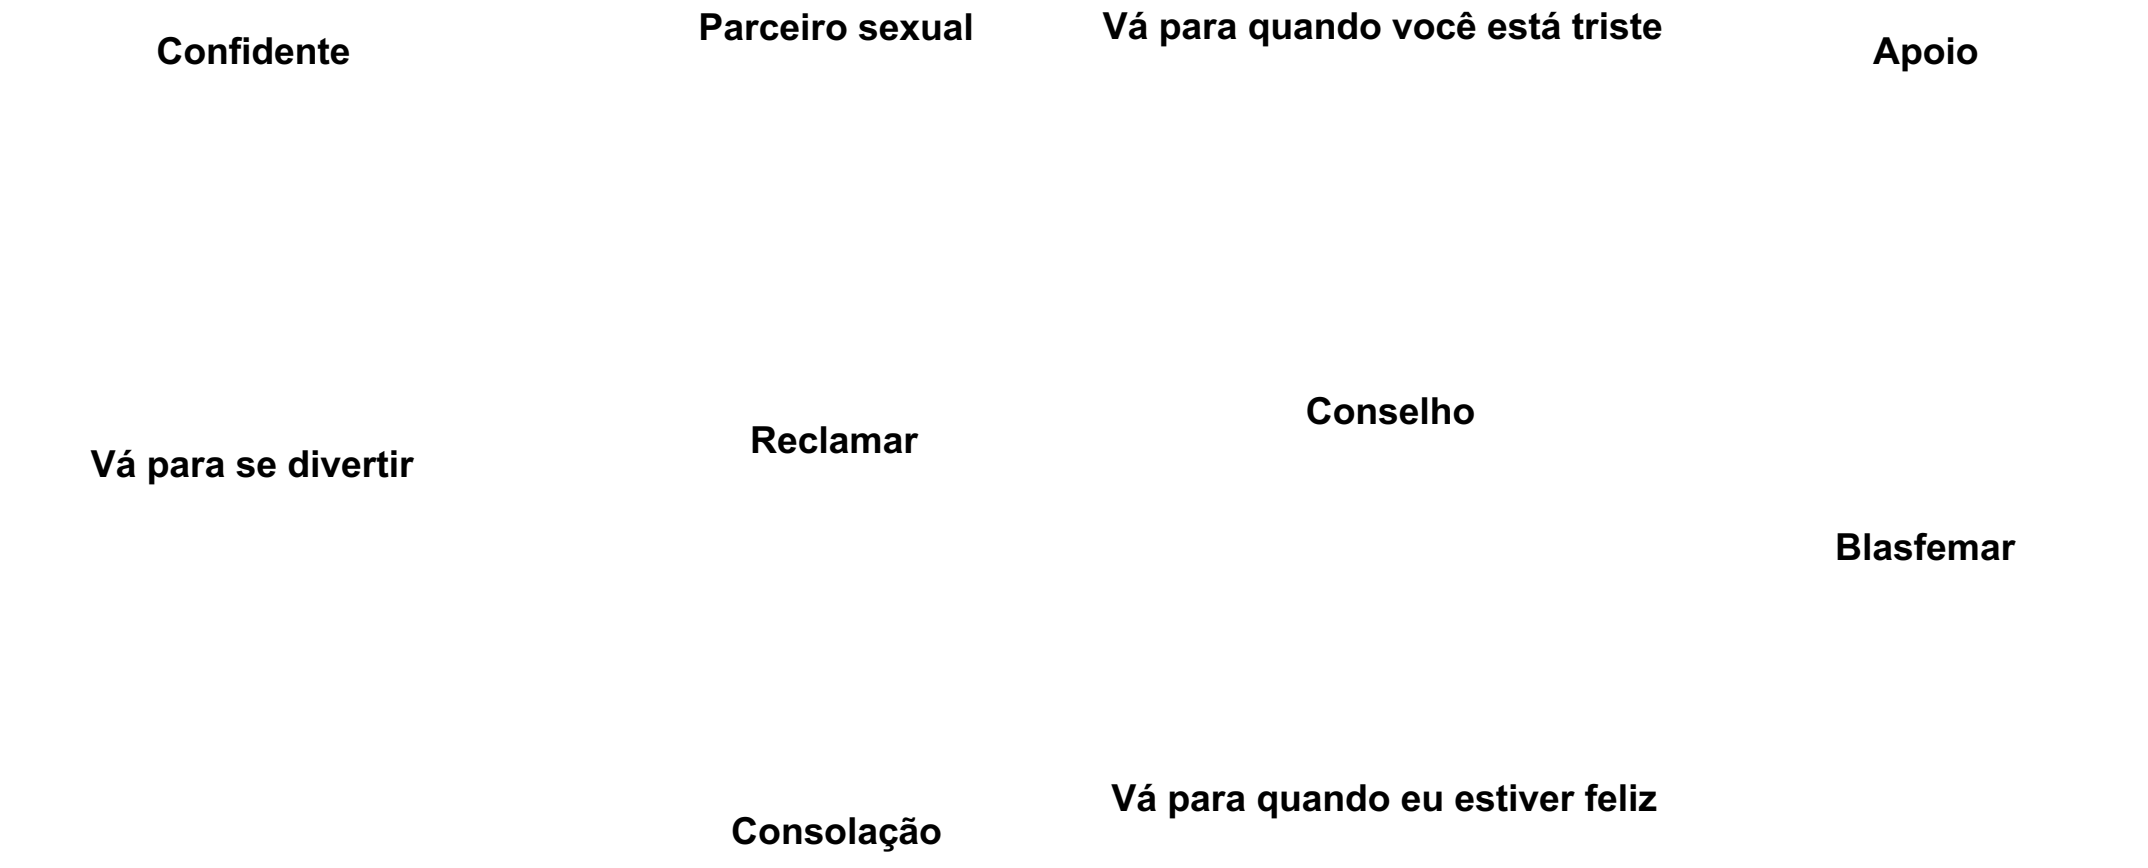 Confidente
Parceiro sexual
Vá para quando você está triste
Apoio
Vá para se divertir
Reclamar
Conselho
Blasfemar
Consolação
Vá para quando eu estiver feliz